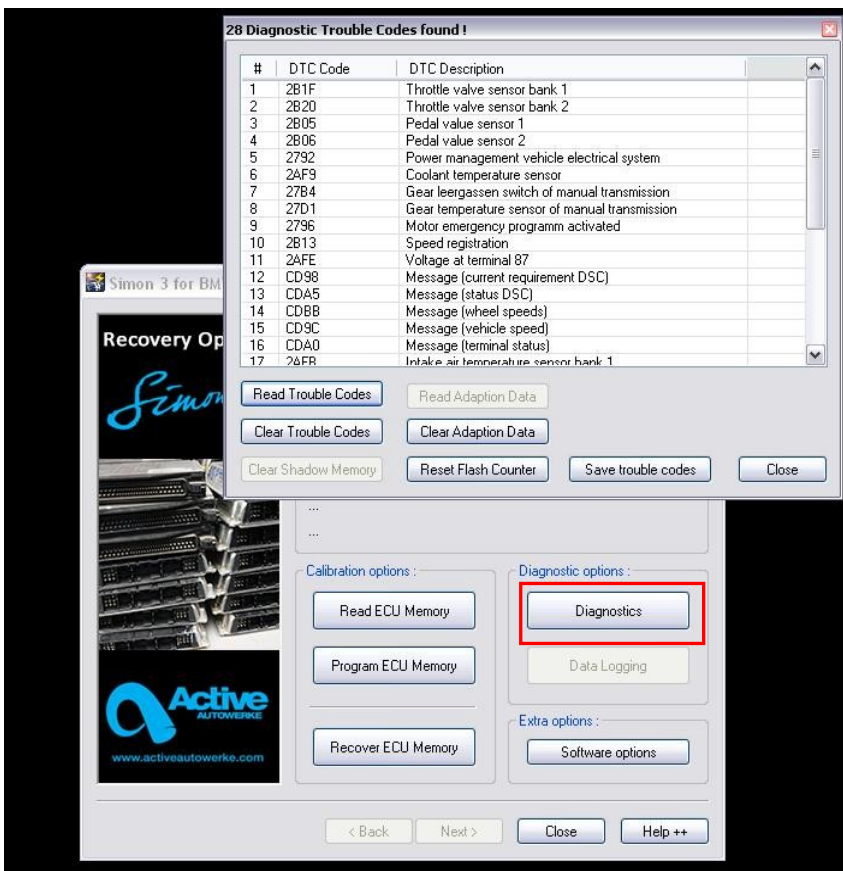 28 Diagnostic Trouble Codes found !
# DTC Code DTC Description
1 2B1F Throttle valve sensor bank 1
2 2B20 Throttle valve sensor bank 2
3 2B05 Pedal value sensor 1
4 2B06 Pedal value sensor 2
5 2792 Power management vehicle electrical system
6 2AF9 Coolant temperature sensor
7 27B4 Gear leergassen switch of manual transmission
8 27D1 Gear temperature sensor of manual transmission
9 2796 Motor emergency programm activated
10 2B13 Speed registration
11 2AFE Voltage at terminal 87
12 CD98 Message (current requirement DSC)
13 CDA5 Message (status DSC)
14 CDBB Message (wheel speeds)
15 CD9C Message (vehicle speed)
16 CDA0 Message (terminal status)
17 2AFB Intake air temperature sensor bank 1
Read Trouble Codes Read Adaption Data
Clear Trouble Codes Clear Adaption Data
Clear Shadow Memory Reset Flash Counter Save trouble codes Close
Simon 3 for BM
Recovery Op
Simon
...
...
Calibration options :
Read ECU Memory
Program ECU Memory
Recover ECU Memory
Diagnostic options :
Diagnostics
Data Logging
Extra options :
Software options
Active
AUTOWERKE
www.activeautowerke.com
< Back Next > Close Help ++